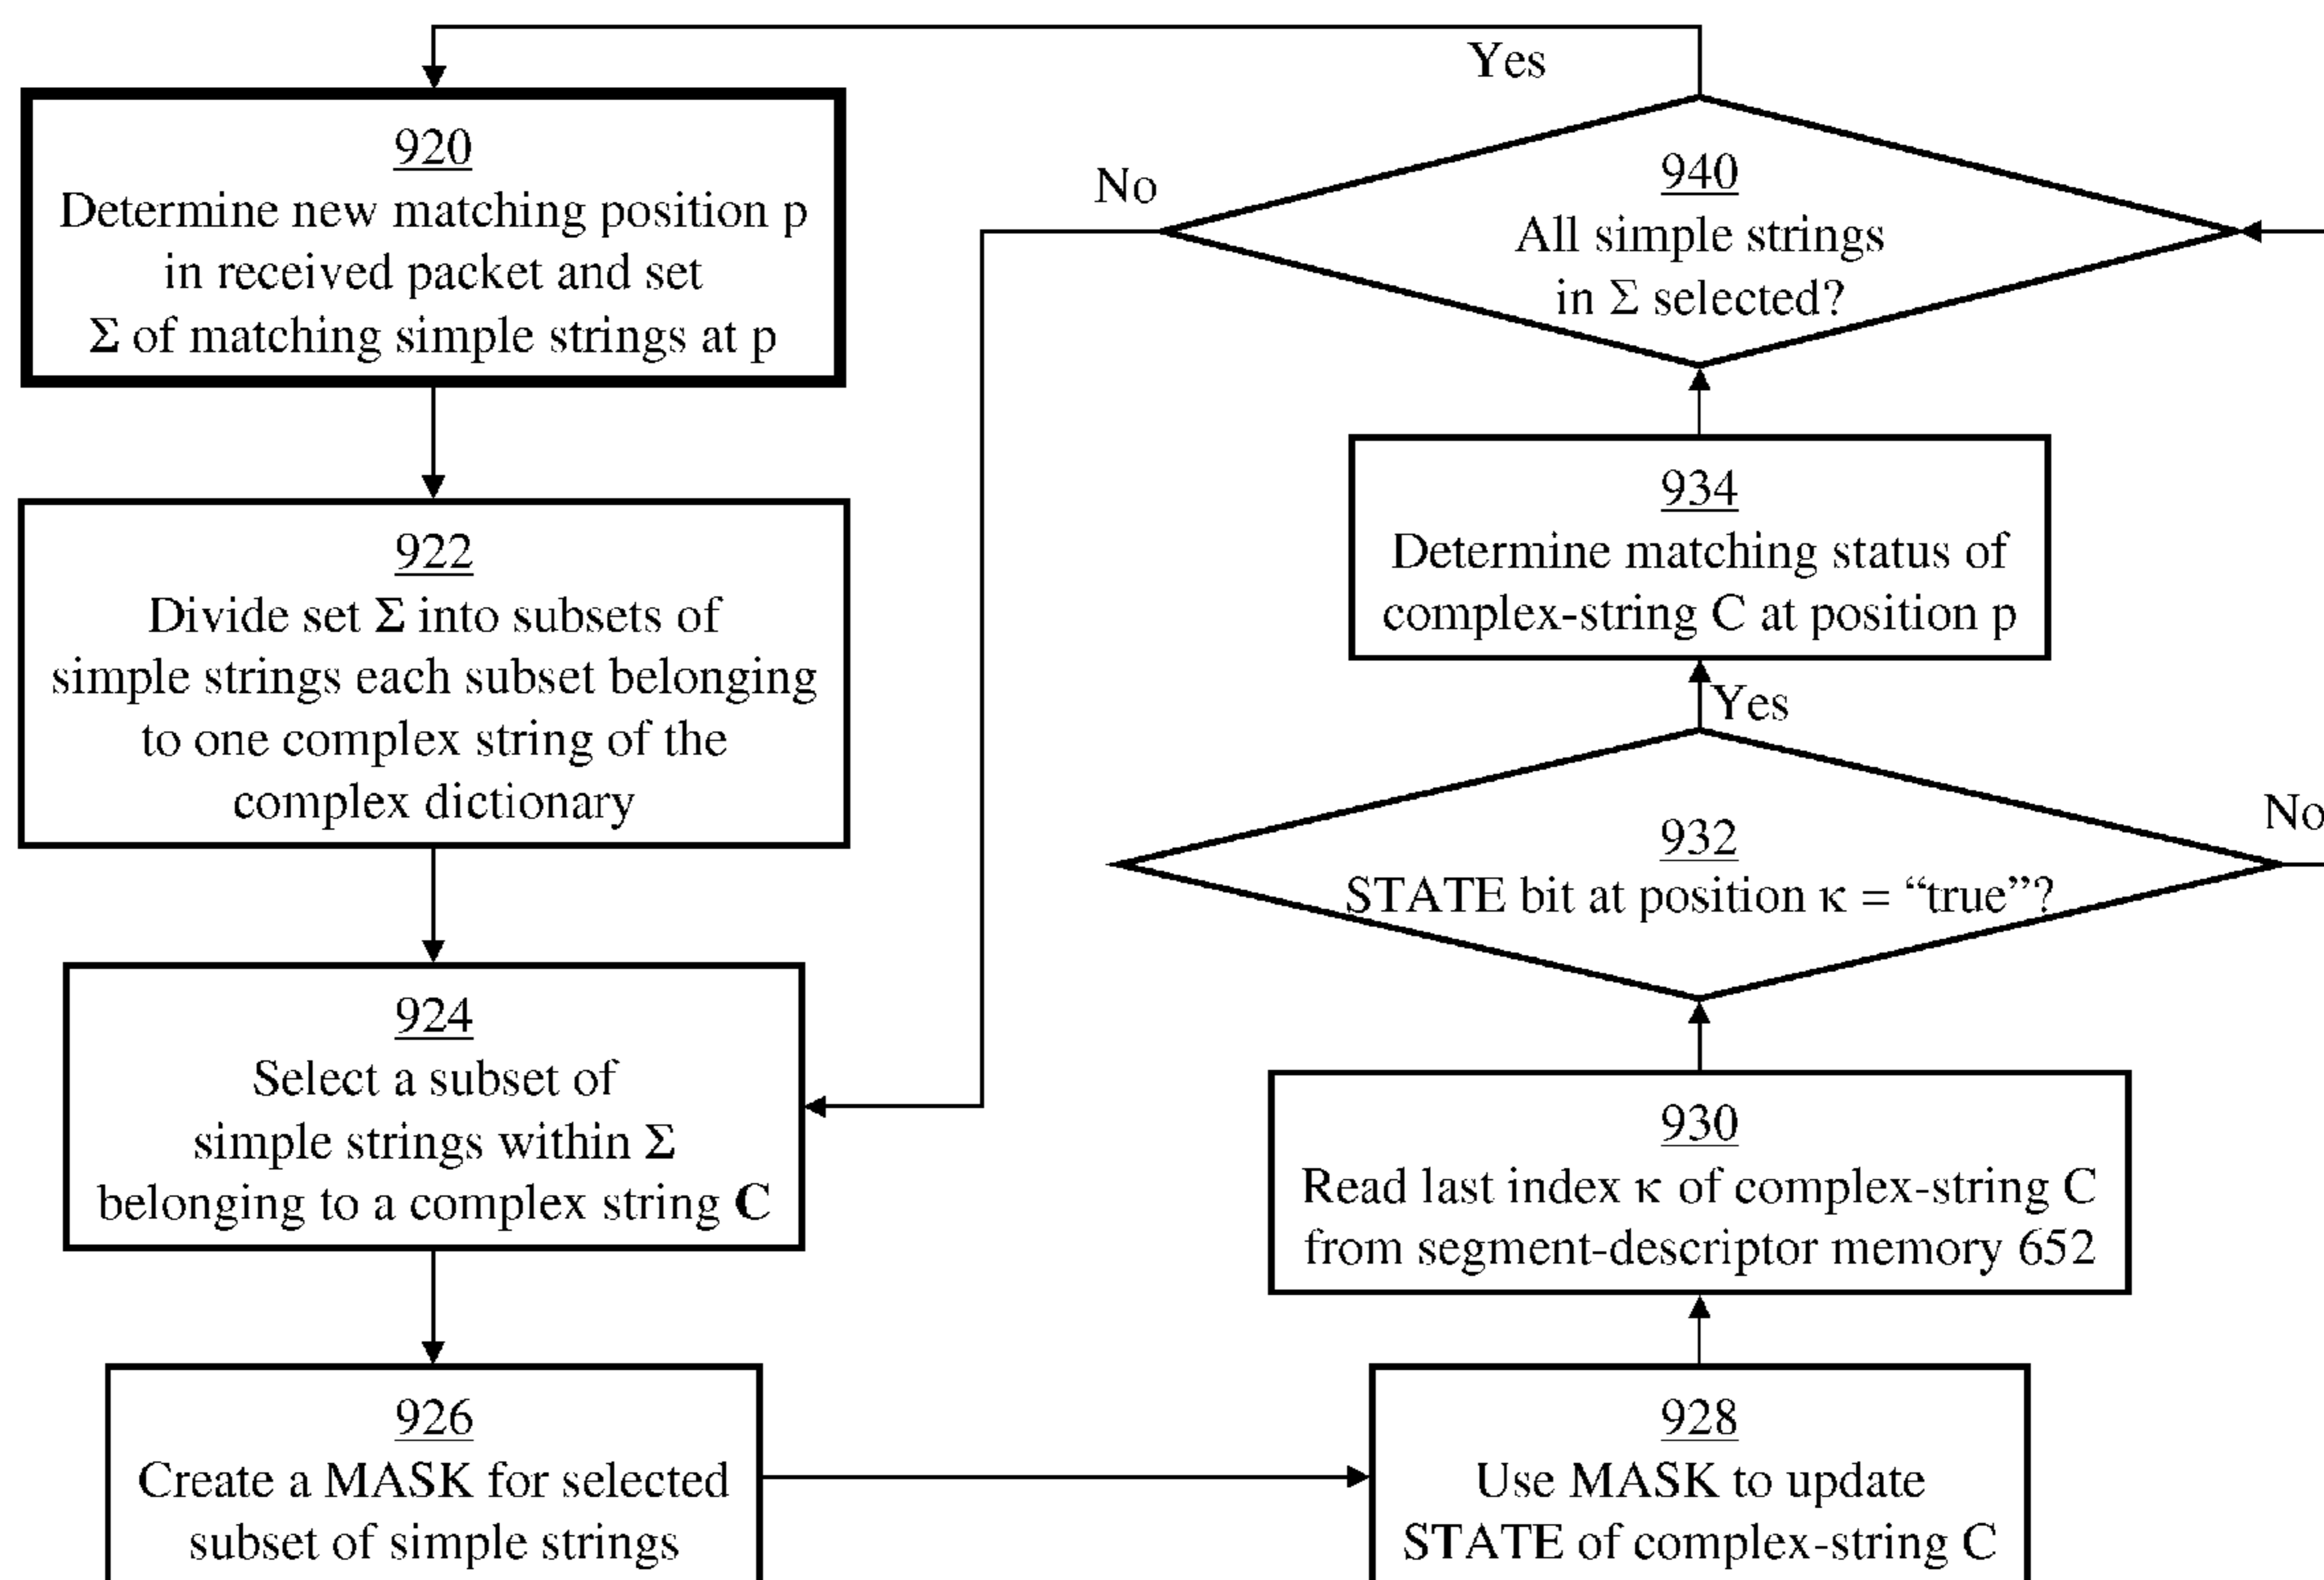 920
Determine new matching position p
in received packet and set
Σ of matching simple strings at p
922
Divide set Σ into subsets of
simple strings each subset belonging
to one complex string of the
complex dictionary
924
Select a subset of
simple strings within Σ
belonging to a complex string C
926
Create a MASK for selected
subset of simple strings
928
Use MASK to update
STATE of complex-string C
930
Read last index κ of complex-string C
from segment-descriptor memory 652
932
STATE bit at position κ = “true”?
Yes
No
934
Determine matching status of
complex-string C at position p
940
All simple strings
in Σ selected?
Yes
No